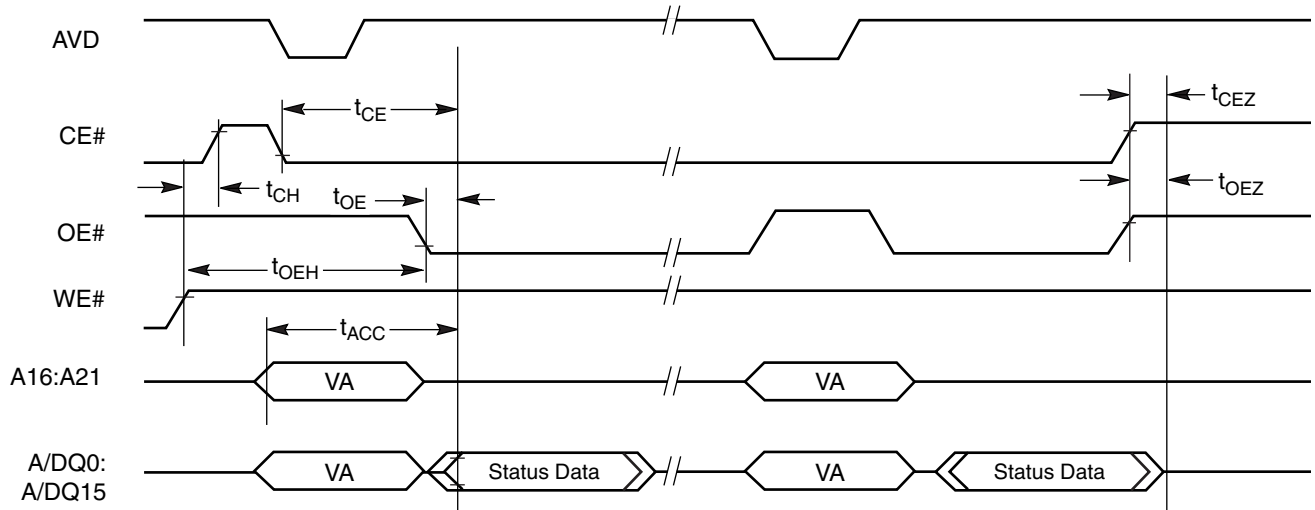 AVD
CE#
tCE
tCEZ
tCH
tOE
tOEZ
OE#
tOEH
WE#
tACC
A16:A21
VA
VA
A/DQ0:
A/DQ15
VA
Status Data
VA
Status Data